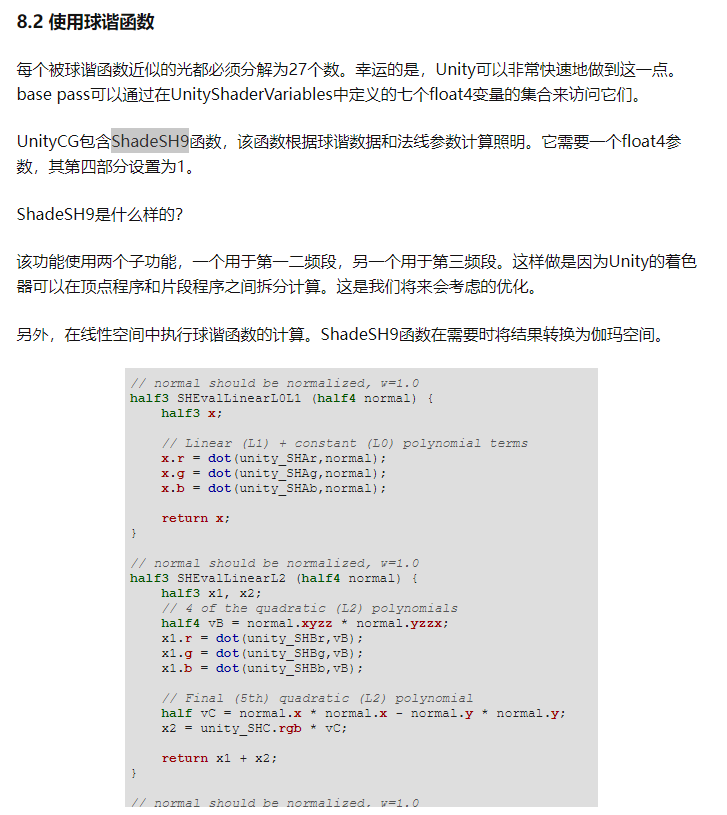 8.2 使用球谐函数
每个被球谐函数近似的光都必须分解为27个数。幸运的是，Unity可以非常快速地做到这一点。
base pass可以通过在UnityShaderVariables中定义的七个float4变量的集合来访问它们。
UnityCG包含ShadeSH9函数，该函数根据球谐数据和法线参数计算照明。它需要一个float4参
数，其第四部分设置为1。
ShadeSH9是什么样的？
该功能使用两个子功能，一个用于第一二频段，另一个用于第三频段。这样做是因为Unity的着色
器可以在顶点程序和片段程序之间拆分计算。这是我们将来会考虑的优化。
另外，在线性空间中执行球谐函数的计算。ShadeSH9函数在需要时将结果转换为伽玛空间。
// normal should be normalized, w=1.0
half3 SHEvalLinearL0L1 (half4 normal) {
half3 x;
// Linear (L1) + constant (L0) polynomial terms
x.r = dot(unity_SHAr,normal);
x.g = dot(unity_SHAg,normal);
x.b = dot(unity_SHAb,normal);
return x;
}
// normal should be normalized, w=1.0
half3 SHEvalLinearL2 (half4 normal) {
half3 x1, x2;
// 4 of the quadratic (L2) polynomials
half4 vB = normal.xyzz * normal.yzzx;
x1.r = dot(unity_SHBr,vB);
x1.g = dot(unity_SHBg,vB);
x1.b = dot(unity_SHBb,vB);
// Final (5th) quadratic (L2) polynomial
half vC = normal.x * normal.x - normal.y * normal.y;
x2 = unity_SHC.rgb * vC;
return x1 + x2;
}
// normal should be normalized, w=1.0